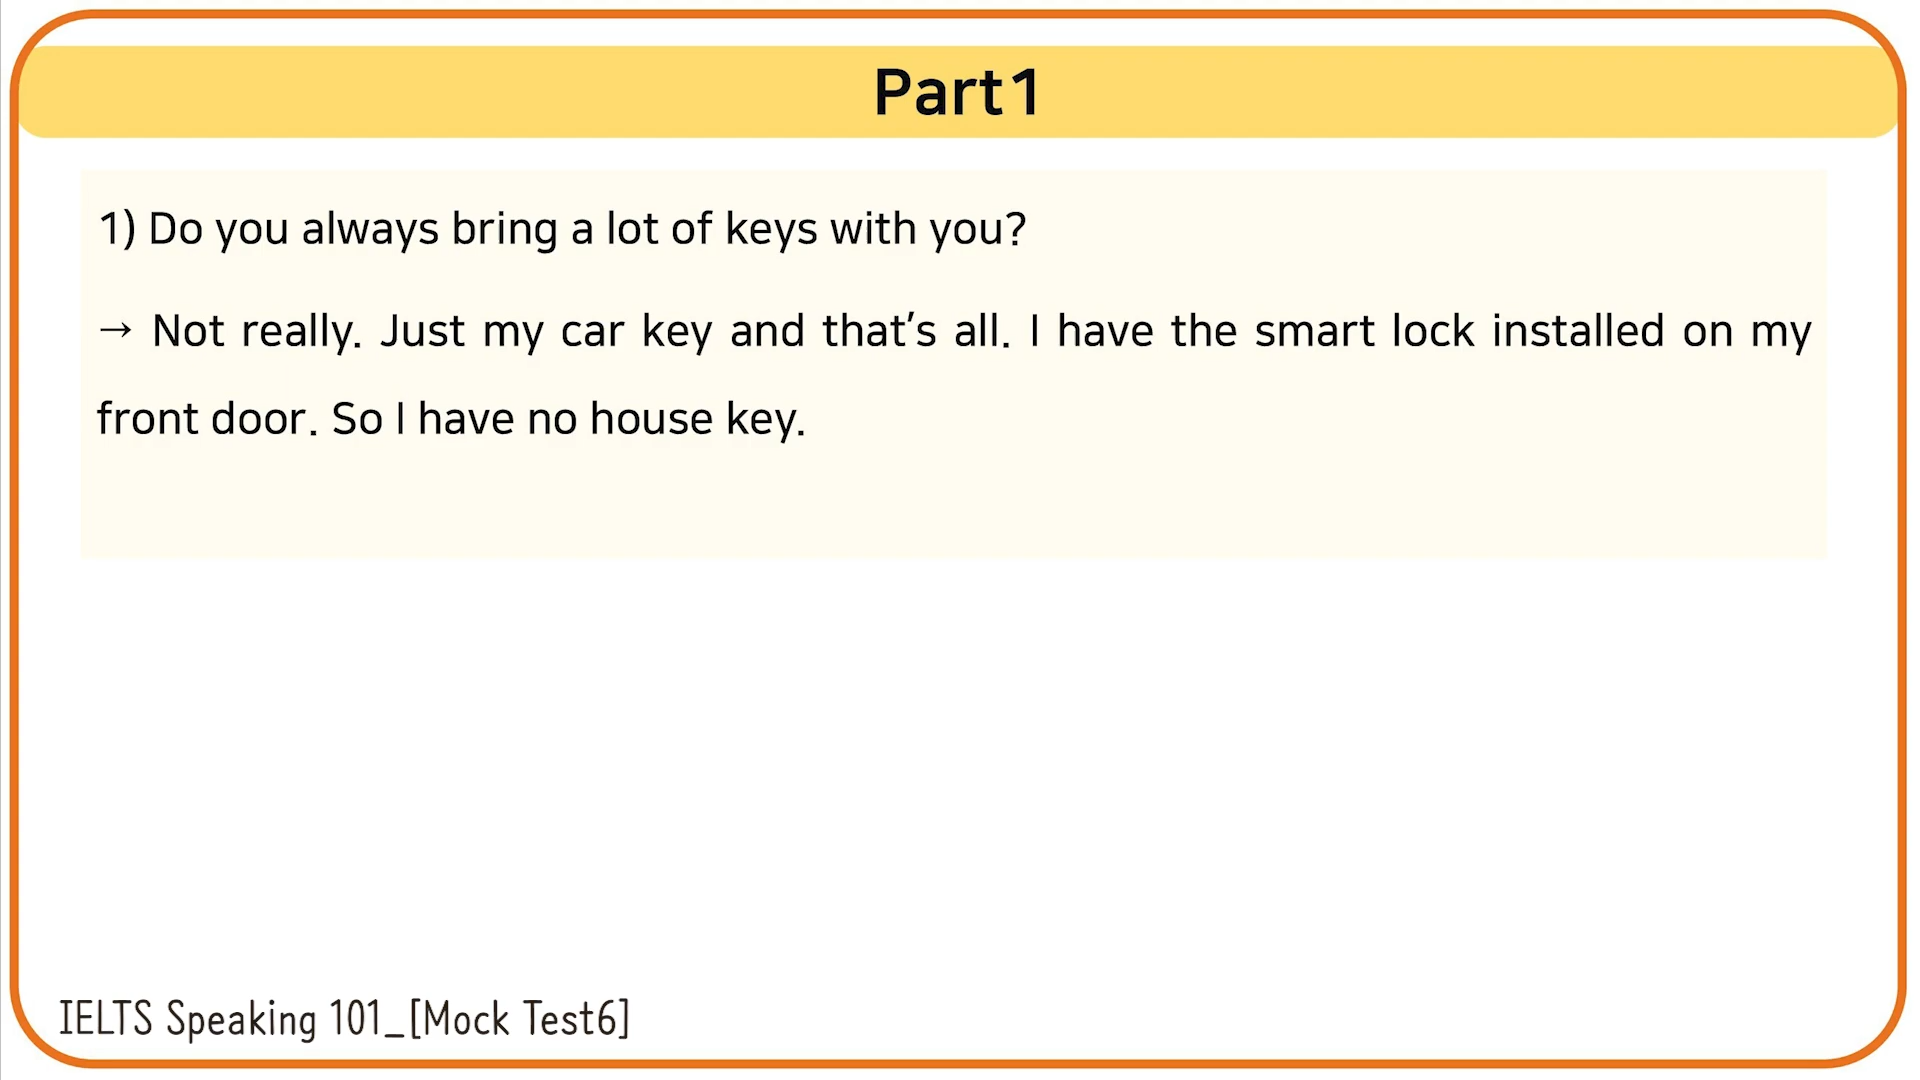 Part1
1) Do you always bring a lot of keys with you?
→ Not really. Just my car key and that's all. I have the smart lock installed on my
front door. So I have no house key.
IELTS Speaking 101_[Mock Test6]